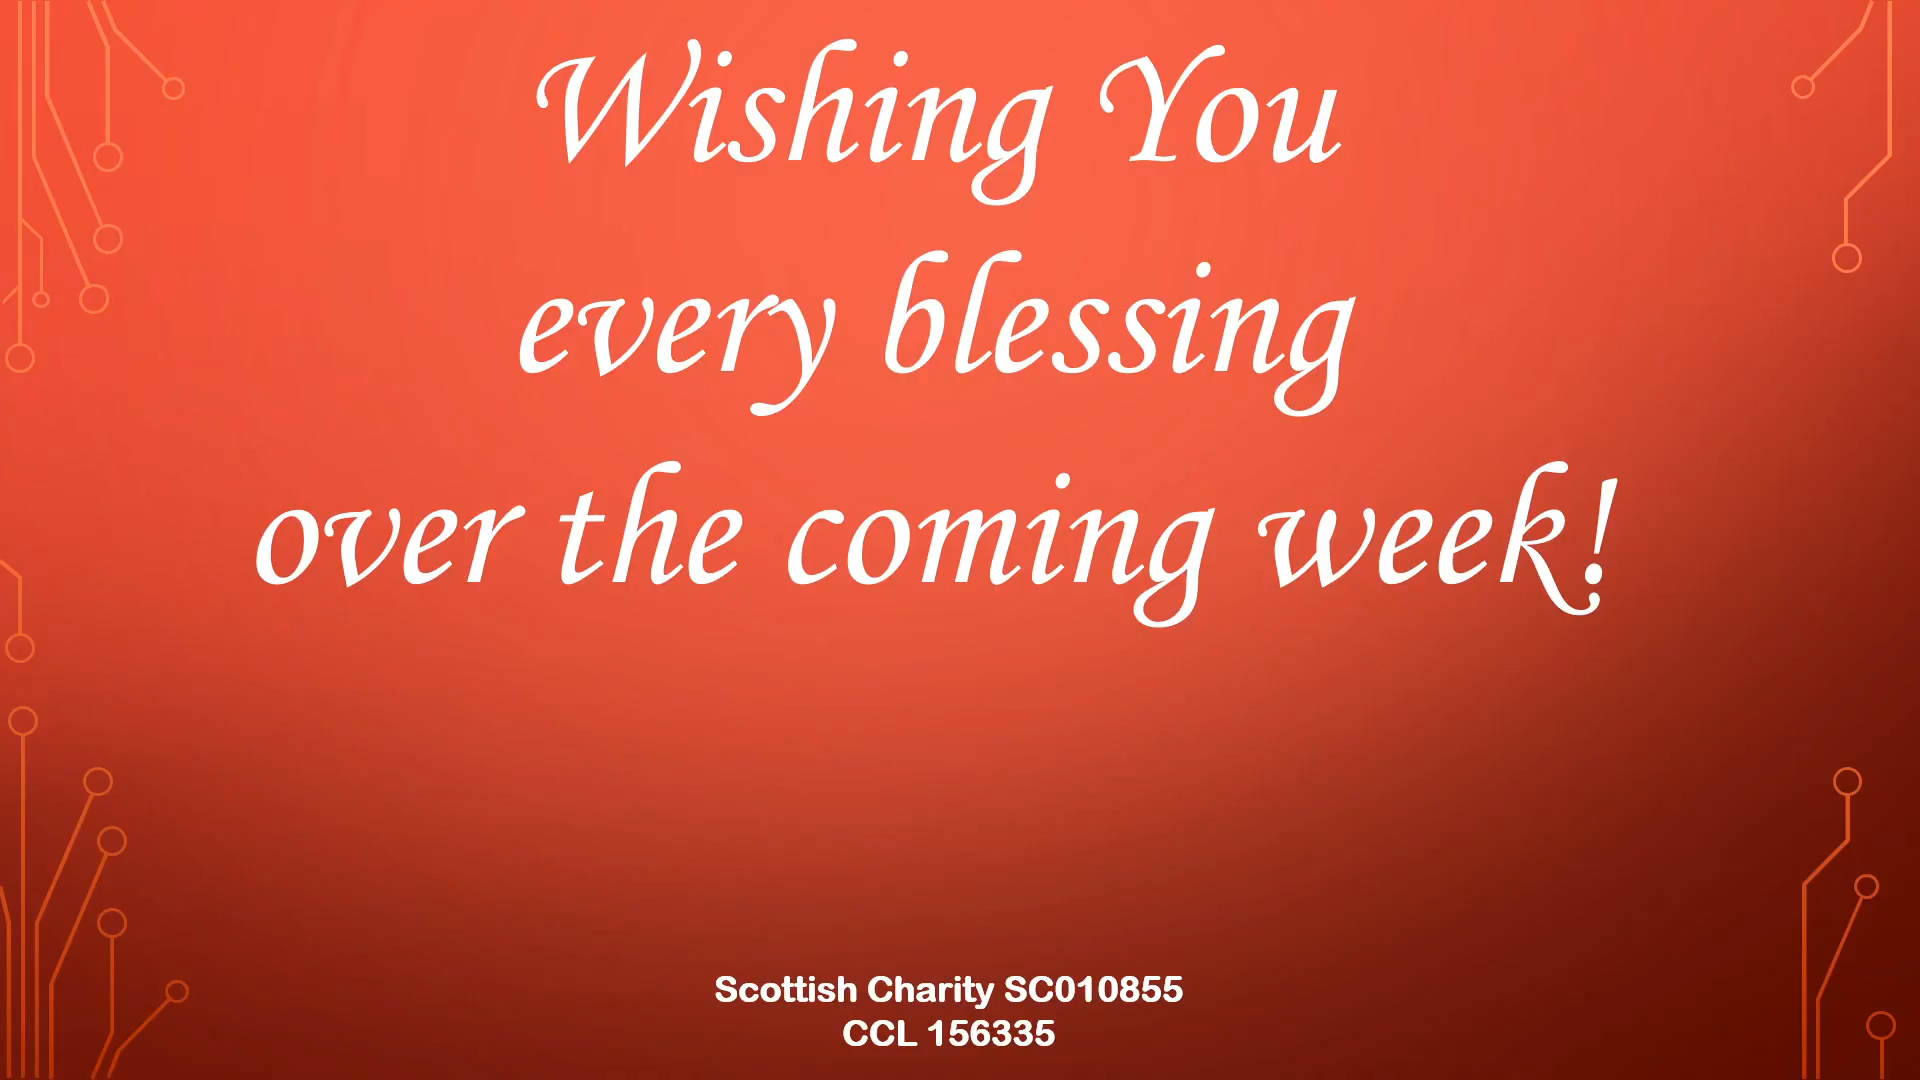 Wishing You
every blessing
over the coming week!
Scottish Charity SC010855
CCL 156335